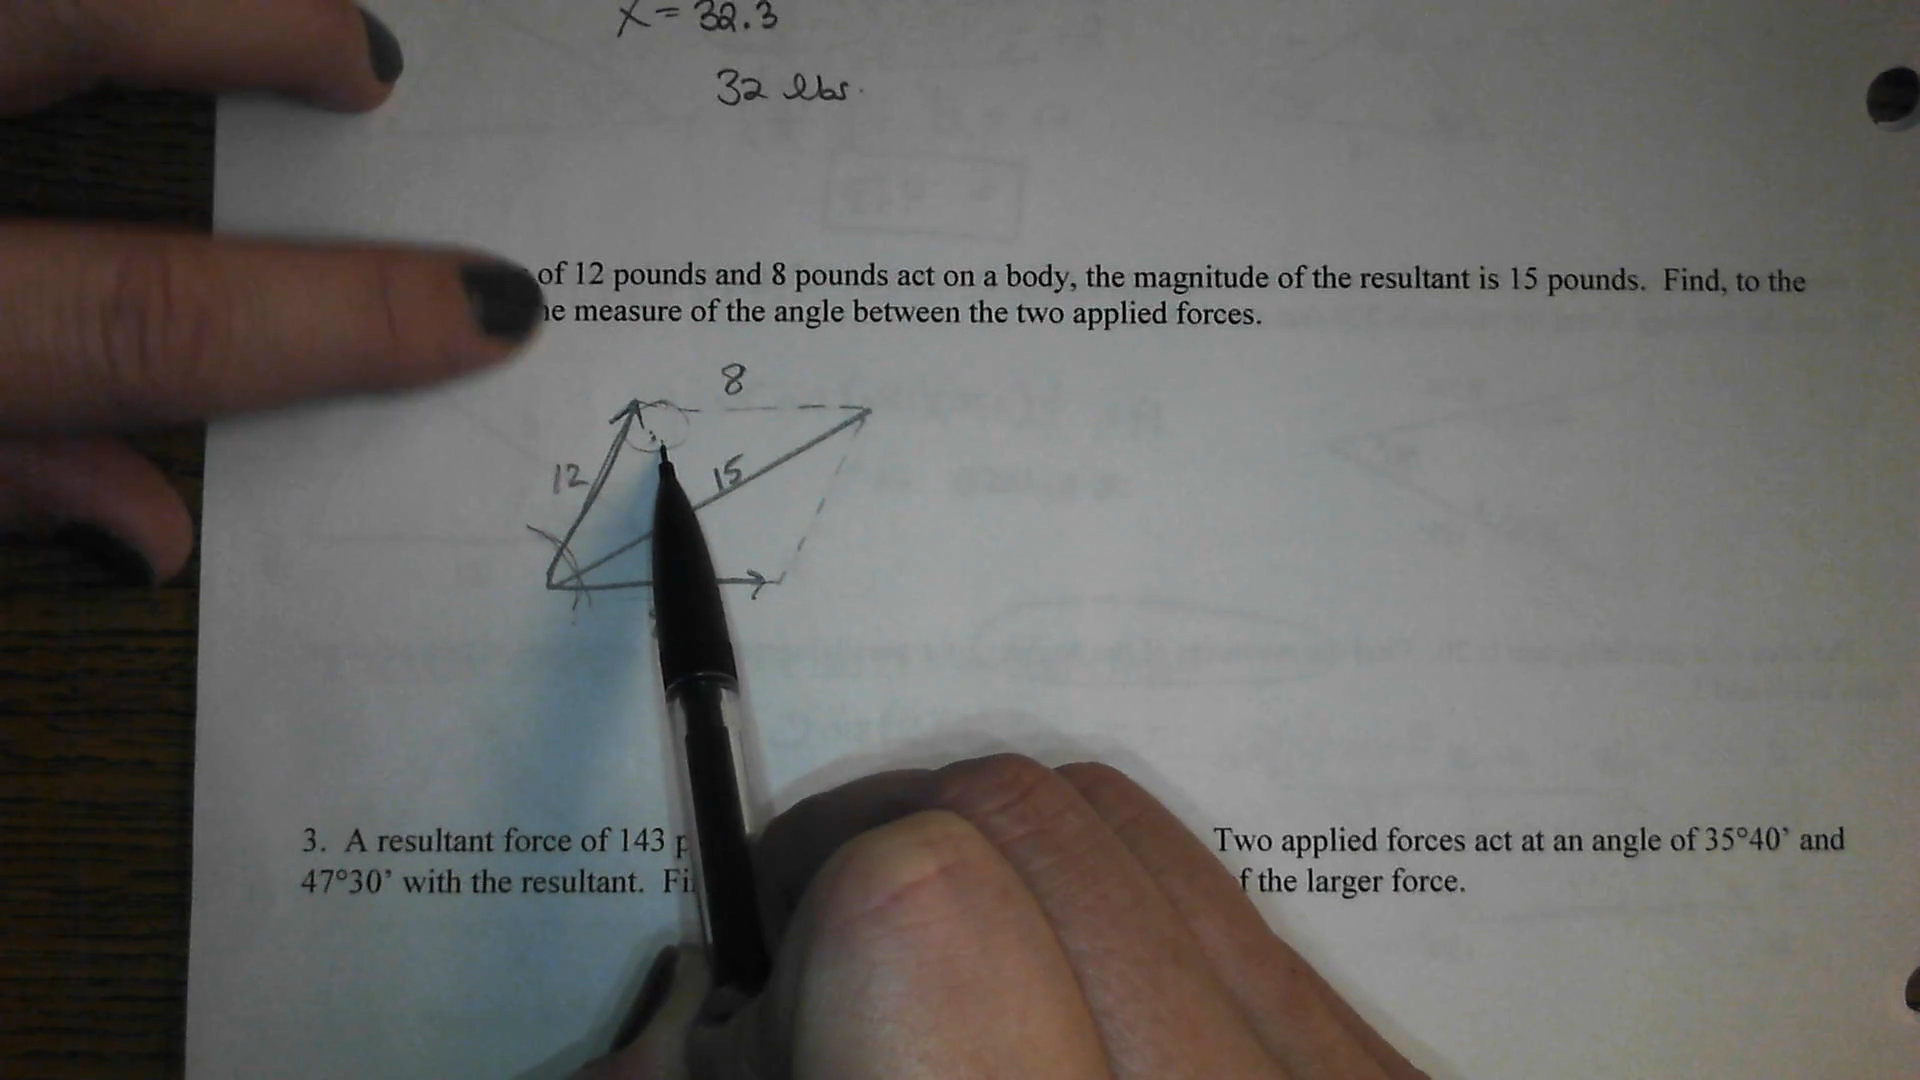 X = 32.3
32 lbs.
of 12 pounds and 8 pounds act on a body, the magnitude of the resultant is 15 pounds. Find, to the
measure of the angle between the two applied forces.
8
12
15
3. A resultant force of 143 Two applied forces act at an angle of 35°40’ and
47°30’ with the resultant. the larger force.